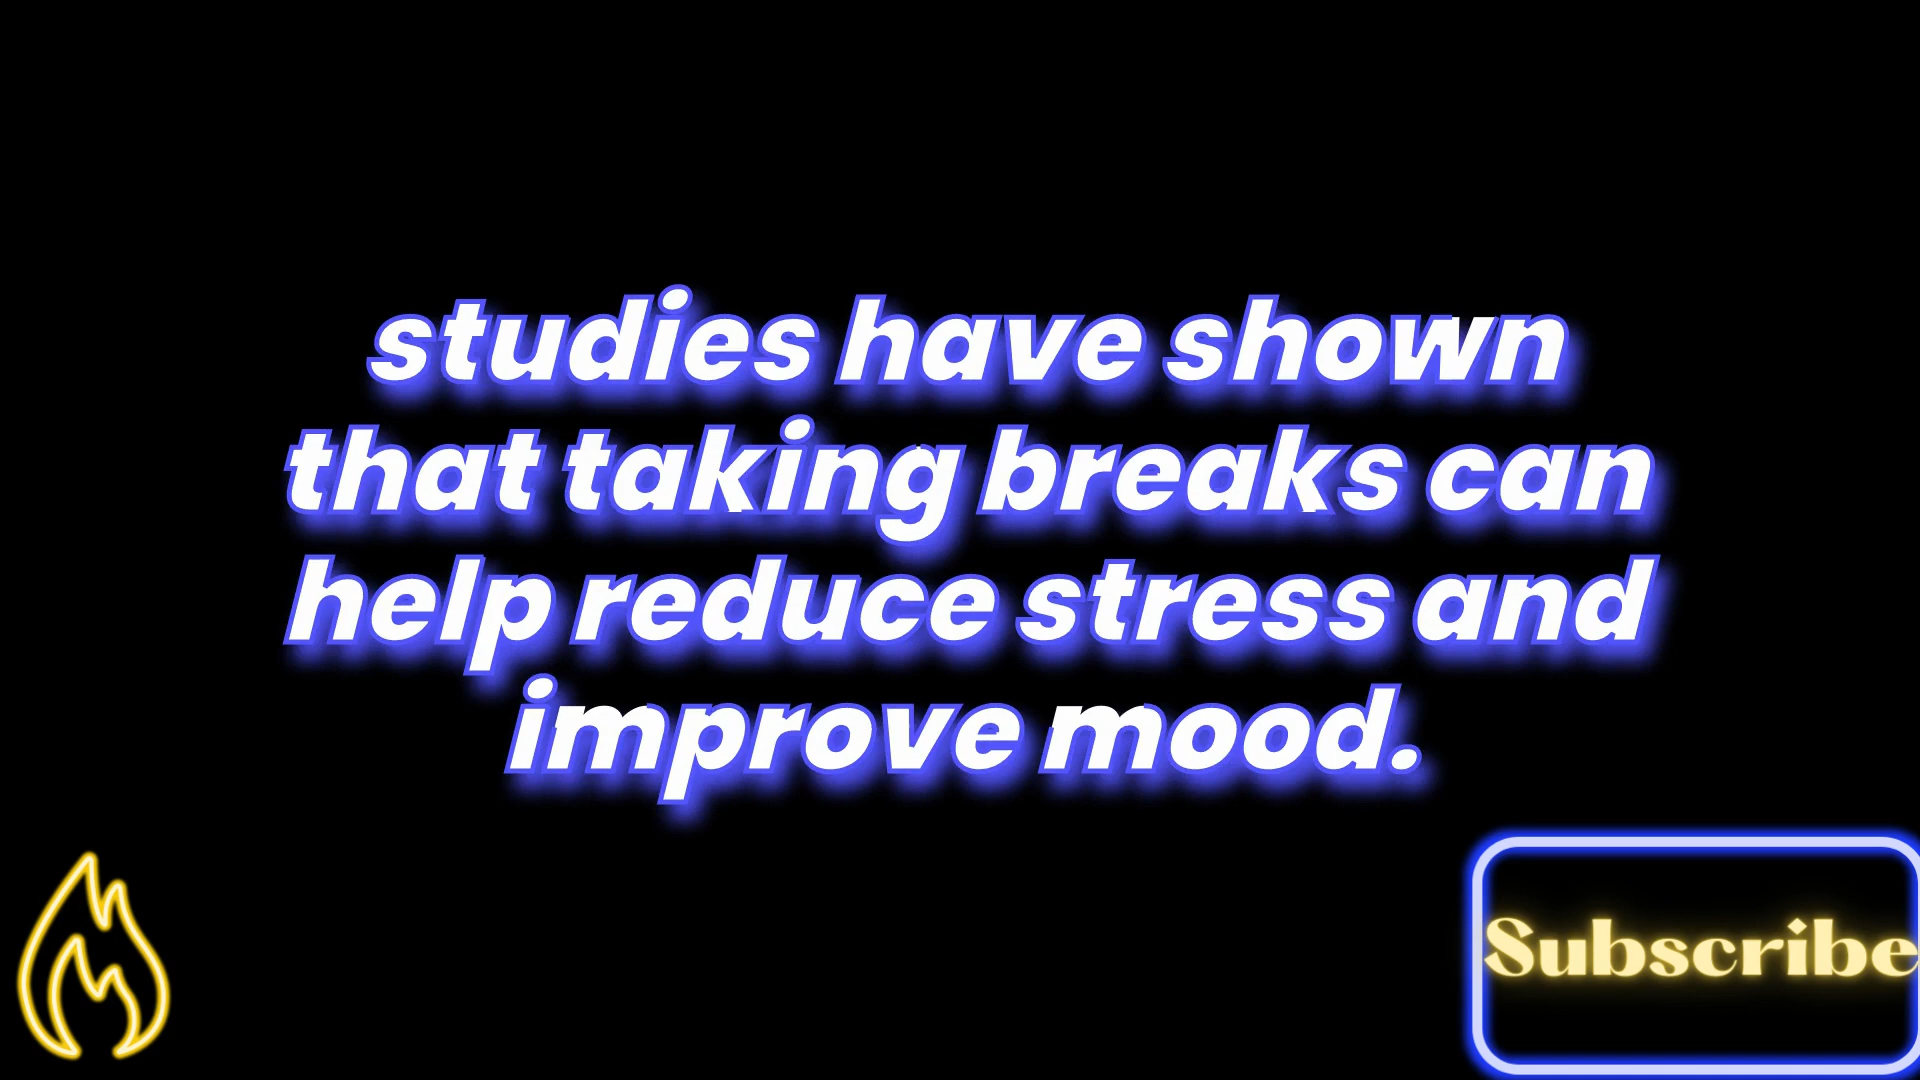 studies have shown
that taking breaks can
help reduce stress and
improve mood.
Subscribe